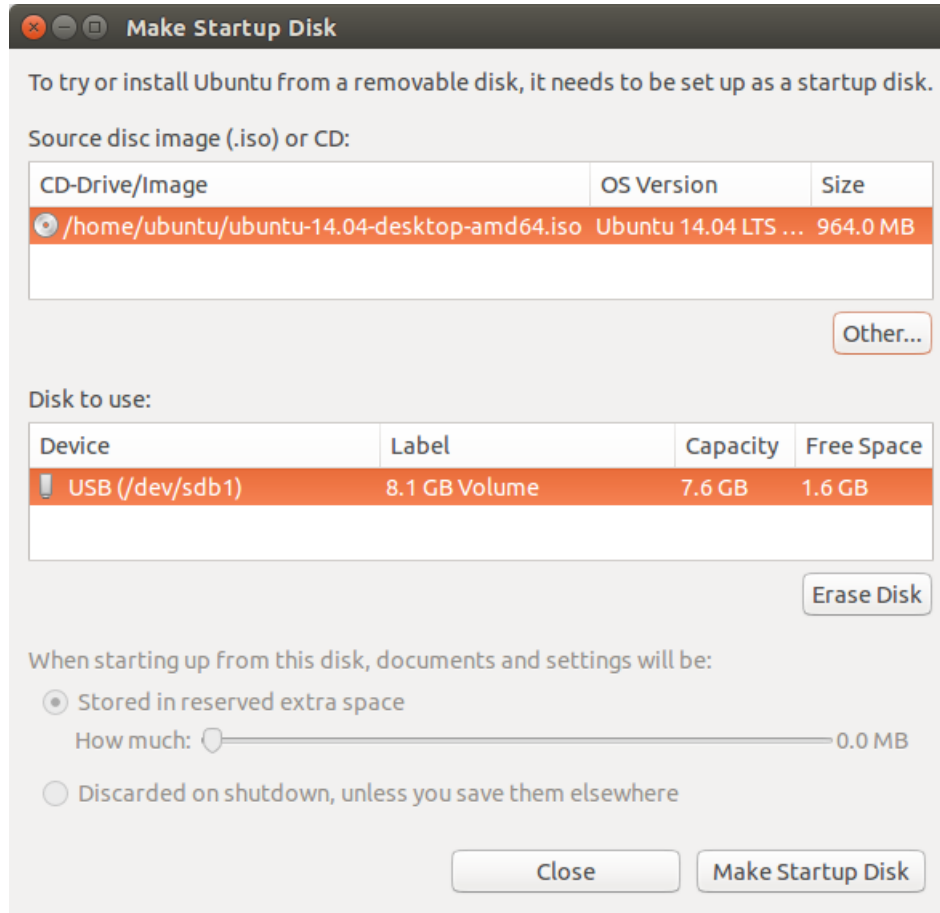 Make Startup Disk
To try or install Ubuntu from a removable disk, it needs to be set up as a startup disk.
Source disc image (.iso) or CD:
CD-Drive/Image OS Version Size
/home/ubuntu/ubuntu-14.04-desktop-amd64.iso Ubuntu 14.04 LTS ... 964.0 MB
Other...
Disk to use:
Device Label Capacity Free Space
USB (/dev/sdb1) 8.1 GB Volume 7.6 GB 1.6 GB
Erase Disk
When starting up from this disk, documents and settings will be:
Stored in reserved extra space
How much: 0.0 MB
Discarded on shutdown, unless you save them elsewhere
Close Make Startup Disk